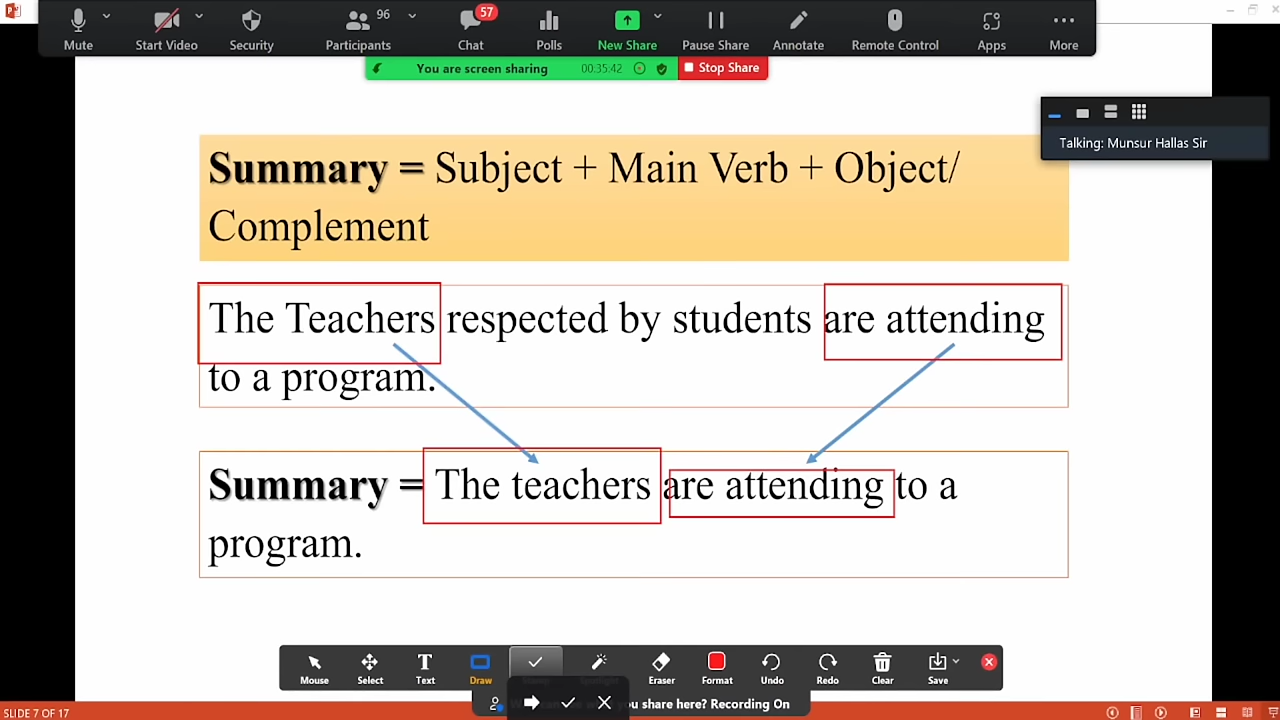 96
57
Mute
Start Video
Security
Participants
Chat
Polls
New Share
Pause Share
Annotate
Remote Control
Apps
More
You are screen sharing
00:35:42
Stop Share
Talking: Munsur Hallas Sir
Summary = Subject + Main Verb + Object/
Complement
The Teachers respected by students are attending
to a program.
Summary = The teachers are attending to a
program.
Mouse
Select
Text
Draw
Eraser
Format
Undo
Redo
Clear
Save
you share here? Recording On
SLIDE 7 OF 17